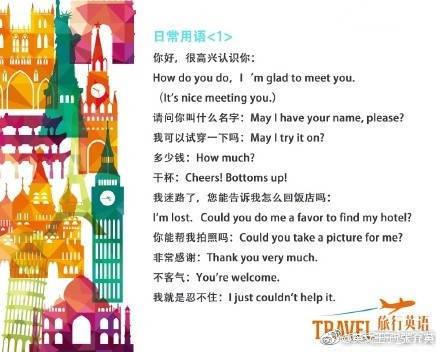 日常用语<1>
你好，很高兴认识你：
How do you do, I 'm glad to meet you.
（It's nice meeting you.）
请问你叫什么名字：May I have your name, please?
我可以试穿一下吗：May I try it on?
多少钱：How much?
干杯：Cheers! Bottoms up!
我迷路了，您能告诉我怎么回饭店吗：
I'm lost. Could you do me a favor to find my hotel?
你能帮我拍照吗：Could you take a picture for me?
非常感谢：Thank you very much.
不客气：You're welcome.
我就是忍不住：I just couldn't help it.
TRAVEL 旅行英语